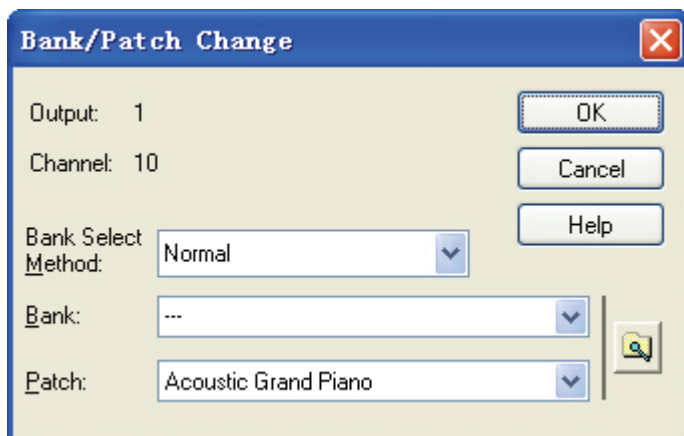 Bank/Patch Change
Output: 1
OK
Channel: 10
Cancel
Help
Bank Select
Method:
Normal
Bank:
---
Patch:
Acoustic Grand Piano